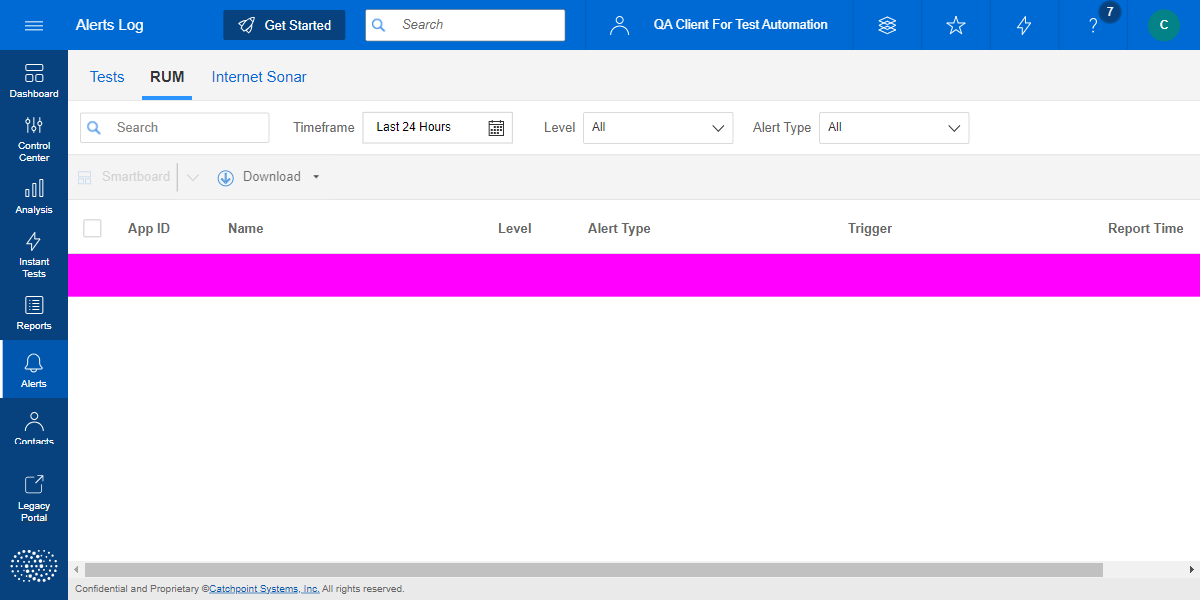 Alerts Log
Get Started
Search
QA Client For Test Automation
?
7
C
Dashboard
Control
Center
Analysis
Instant
Tests
Reports
Alerts
Contacts
Legacy
Portal
Tests RUM Internet Sonar
Search
Timeframe Last 24 Hours
Level All
Alert Type All
Smartboard
Download
App ID Name Level Alert Type Trigger Report Time
Confidential and Proprietary ©Catchpoint Systems, Inc. All rights reserved.